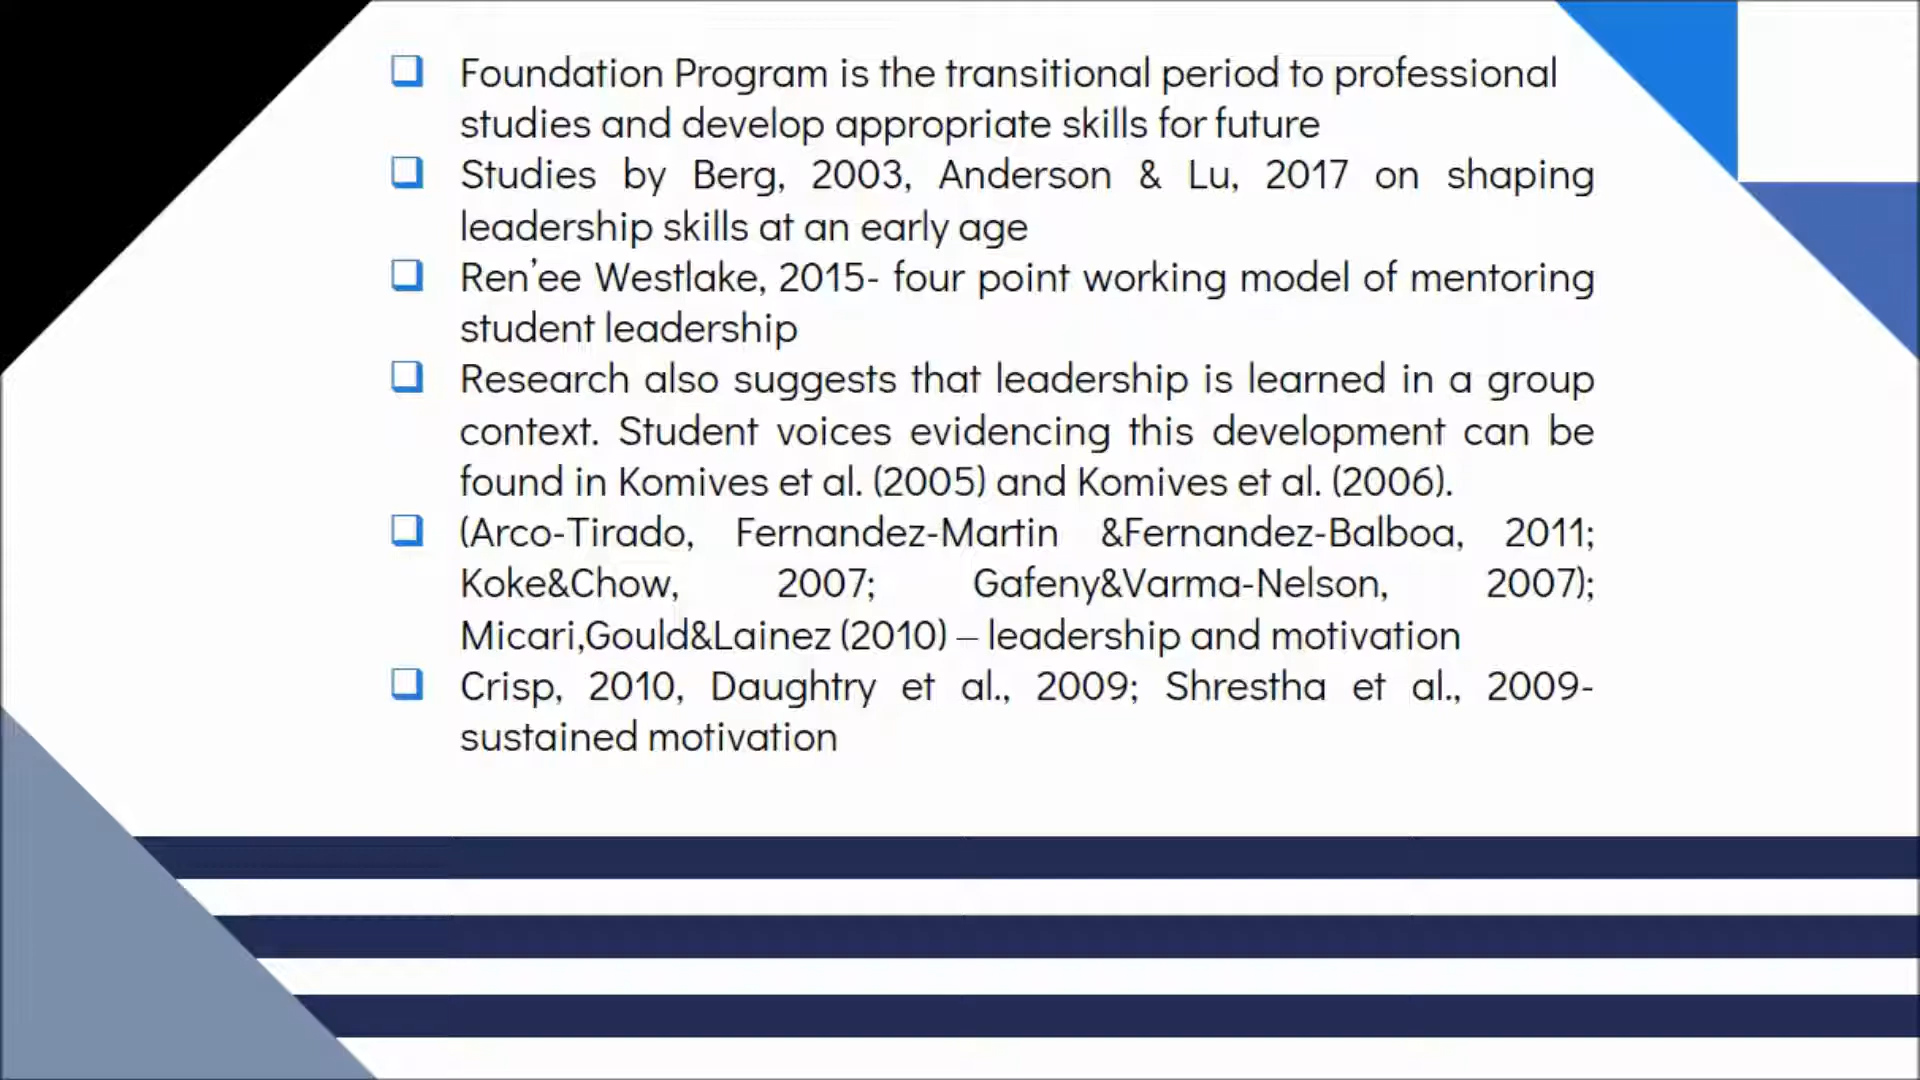 Foundation Program is the transitional period to professional
studies and develop appropriate skills for future
Studies by Berg, 2003, Anderson & Lu, 2017 on shaping
leadership skills at an early age
Ren’ee Westlake, 2015- four point working model of mentoring
student leadership
Research also suggests that leadership is learned in a group
context. Student voices evidencing this development can be
found in Komives et al. (2005) and Komives et al. (2006).
(Arco-Tirado, Fernandez-Martin &Fernandez-Balboa, 2011;
Koke&Chow, 2007; Gafeny&Varma-Nelson, 2007);
Micari,Gould&Lainez (2010) – leadership and motivation
Crisp, 2010, Daughtry et al., 2009; Shrestha et al., 2009-
sustained motivation